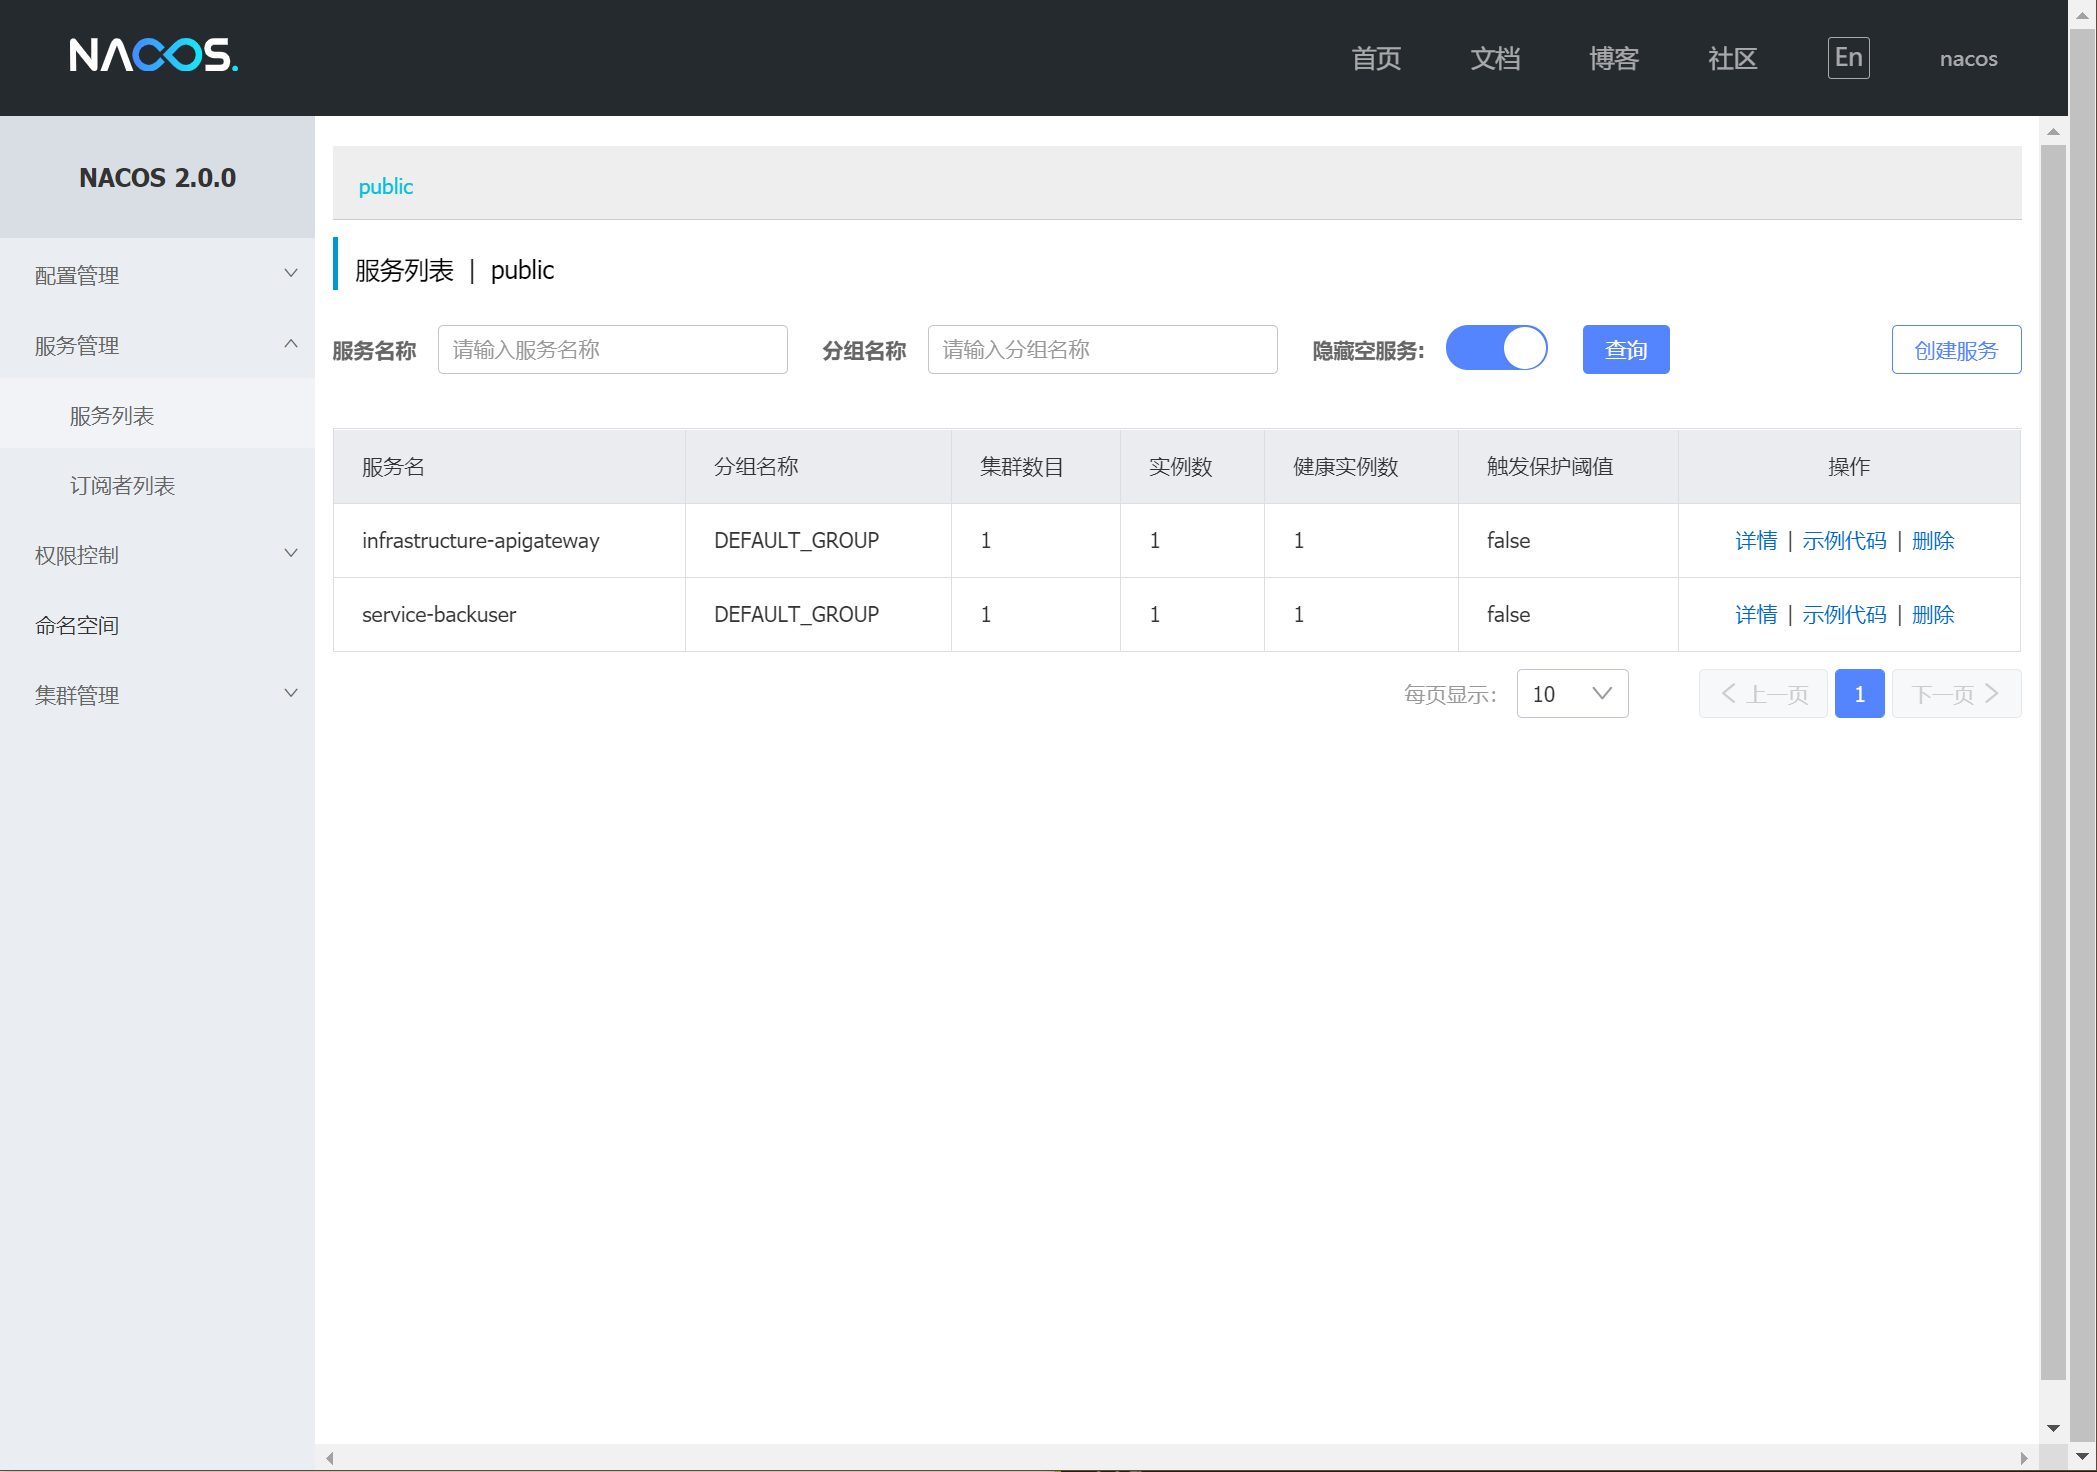 NACOS.
首页 文档 博客 社区 En nacos
NACOS 2.0.0
配置管理
服务管理
服务列表
订阅者列表
权限控制
命名空间
集群管理
public
服务列表 | public
服务名称 请输入服务名称 分组名称 请输入分组名称 隐藏空服务: 查询 创建服务
服务名 分组名称 集群数目 实例数 健康实例数 触发保护阈值 操作
infrastructure-apigateway DEFAULT_GROUP 1 1 1 false 详情 | 示例代码 | 删除
service-backuser DEFAULT_GROUP 1 1 1 false 详情 | 示例代码 | 删除
每页显示: 10 上一页 1 下一页